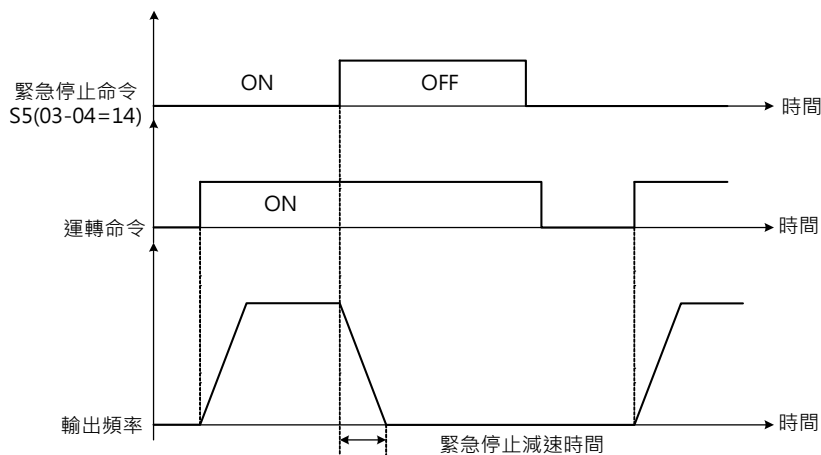 ON
OFF
緊急停止命令
S5(03-04=14)
時間
ON
運轉命令
時間
輸出頻率
時間
緊急停止減速時間